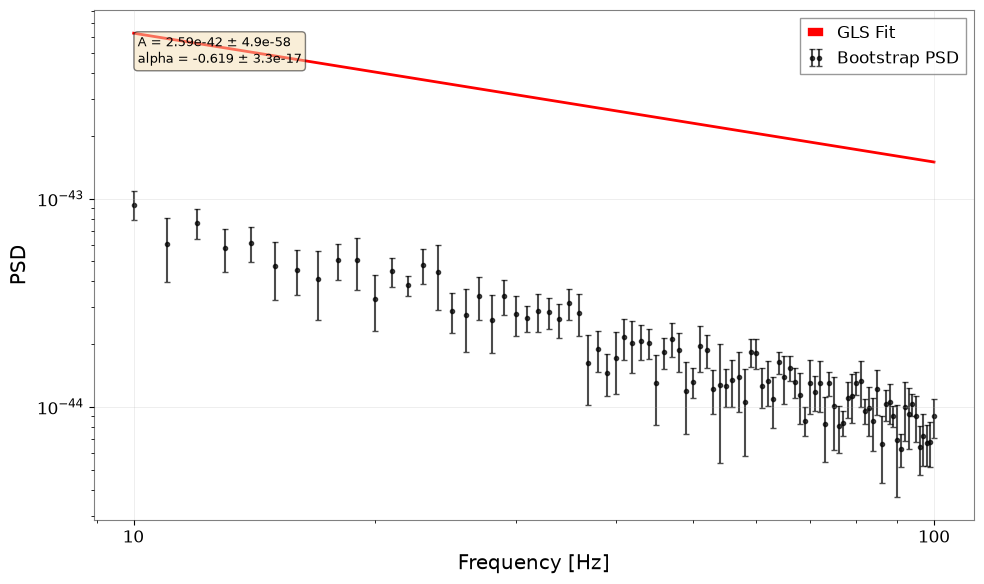 A = 2.59e-42 ± 4.9e-58
alpha = -0.619 ± 3.3e-17
GLS Fit
Bootstrap PSD
PSD
10⁻⁴³
10⁻⁴⁴
10
100
Frequency [Hz]